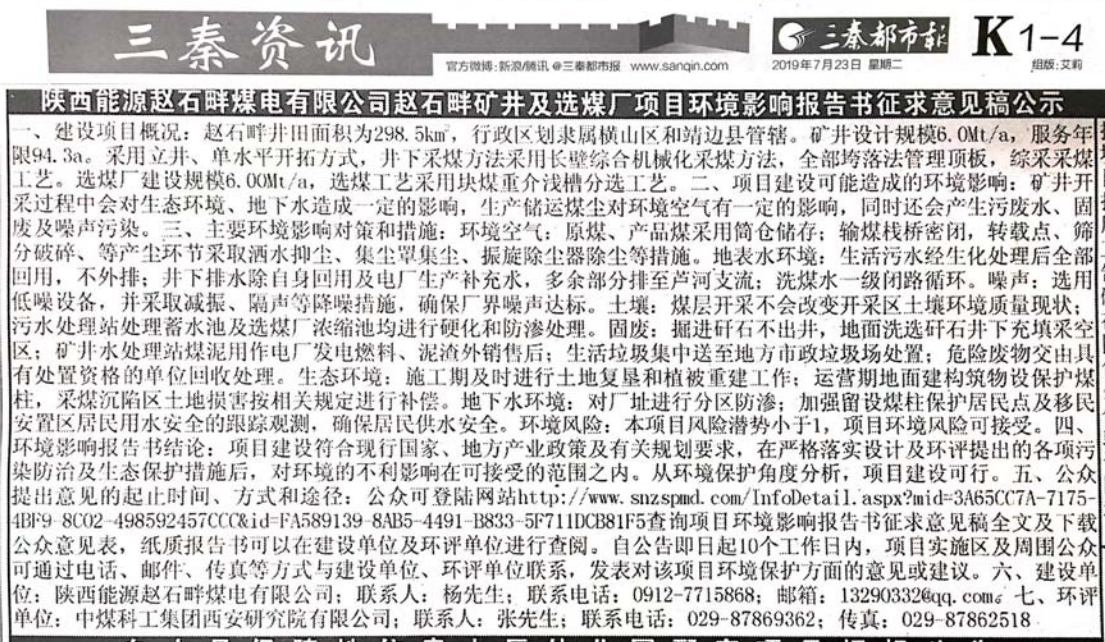 三秦资讯
官方微博:新浪/腾讯 @三秦都市报 www.sanqin.com
三秦都市报
2019年7月23日 星期二
K 1-4
组版:艾莉
陕西能源赵石畔煤电有限公司赵石畔矿井及选煤厂项目环境影响报告书征求意见稿公示
一、建设项目概况：赵石畔井田面积为298.5km²，行政区划隶属横山区和靖边县管辖。矿井设计规模6.0Mt/a，服务年
限94.3a。采用立井、单水平开拓方式，井下采煤方法采用长壁综合机械化采煤方法，全部垮落法管理顶板，综采采煤
工艺。选煤厂建设规模6.00Mt/a，选煤工艺采用块煤重介浅槽分选工艺。二、项目建设可能造成的环境影响：矿井开
采过程中会对生态环境、地下水造成一定的影响，生产储运煤尘对环境空气有一定的影响，同时还会产生污废水、固
废及噪声污染。三、主要环境影响对策和措施：环境空气：原煤、产品煤采用筒仓储存；输煤栈桥密闭，转载点、筛
分破碎、等产尘环节采取洒水抑尘、集尘罩集尘、振旋除尘器除尘等措施。地表水环境：生活污水经生化处理后全部
回用，不外排；井下排水除自身回用及电厂生产补充水，多余部分排至芦河支流；洗煤水一级闭路循环。噪声：选用
低噪设备，并采取减振、隔声等降噪措施，确保厂界噪声达标。土壤：煤层开采不会改变开采区土壤环境质量现状；
污水处理站处理蓄水池及选煤厂浓缩池均进行硬化和防渗处理。固废：掘进矸石不出井，地面洗选矸石井下充填采空
区；矿井水处理站煤泥用作电厂发电燃料、泥渣外销售后；生活垃圾集中送至地方市政垃圾场处置；危险废物交由具
有处置资格的单位回收处理。生态环境：施工期及时进行土地复垦和植被重建工作；运营期地面建构筑物设保护煤
柱，采煤沉陷区土地损害按相关规定进行补偿。地下水环境：对厂址进行分区防渗；加强留设煤柱保护居民点及移民
安置区居民用水安全的跟踪观测，确保居民供水安全。环境风险：本项目风险潜势小于1，项目环境风险可接受。四、
环境影响报告书结论：项目建设符合现行国家、地方产业政策及有关规划要求，在严格落实设计及环评提出的各项污
染防治及生态保护措施后，对环境的不利影响在可接受的范围之内。从环境保护角度分析，项目建设可行。五、公众
提出意见的起止时间、方式和途径：公众可登陆网站http://www.snzspmd.com/InfoDetail.aspx?mid=3A65CC7A-7175-
4BF9-8C02-498592457CCC&id=FA589139-8AB5-4491-B833-5F711DCB81F5查询项目环境影响报告书征求意见稿全文及下载
公众意见表，纸质报告书可以在建设单位及环评单位进行查阅。自公告即日起10个工作日内，项目实施区及周围公众
可通过电话、邮件、传真等方式与建设单位、环评单位联系，发表对该项目环境保护方面的意见或建议。六、建设单
位：陕西能源赵石畔煤电有限公司；联系人：杨先生；联系电话：0912-7715868；邮箱：13290332@qq.com。七、环评
单位：中煤科工集团西安研究院有限公司；联系人：张先生；联系电话：029-87869362；传真：029-87862518